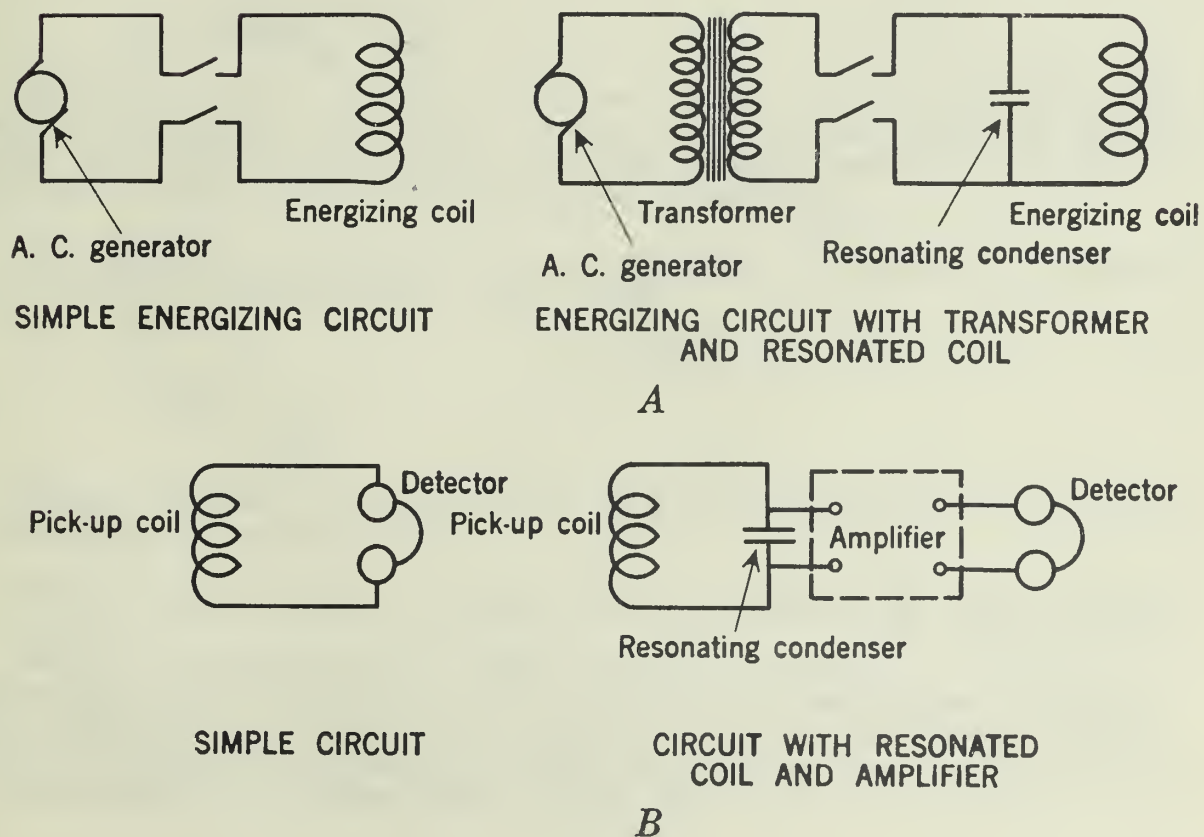 Energizing coil
A. C. generator
SIMPLE ENERGIZING CIRCUIT
Transformer
Energizing coil
A. C. generator
Resonating condenser
ENERGIZING CIRCUIT WITH TRANSFORMER
AND RESONATED COIL
A
Pick-up coil
Detector
SIMPLE CIRCUIT
Pick-up coil
Amplifier
Detector
Resonating condenser
CIRCUIT WITH RESONATED
COIL AND AMPLIFIER
B